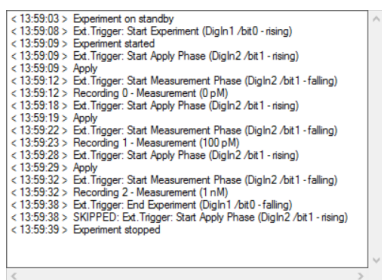 < 13:59:03 > Experiment on standby
< 13:59:08 > Ext.Trigger: Start Experiment (DigIn1 /bit0 - rising)
< 13:59:09 > Experiment started
< 13:59:09 > Ext.Trigger: Start Apply Phase (DigIn2 /bit1 - rising)
< 13:59:09 > Apply
< 13:59:12 > Ext.Trigger: Start Measurement Phase (DigIn2 /bit1 - falling)
< 13:59:12 > Recording 0 - Measurement (0 pM)
< 13:59:18 > Ext.Trigger: Start Apply Phase (DigIn2 /bit1 - rising)
< 13:59:19 > Apply
< 13:59:22 > Ext.Trigger: Start Measurement Phase (DigIn2 /bit1 - falling)
< 13:59:23 > Recording 1 - Measurement (100 pM)
< 13:59:28 > Ext.Trigger: Start Apply Phase (DigIn2 /bit1 - rising)
< 13:59:29 > Apply
< 13:59:32 > Ext.Trigger: Start Measurement Phase (DigIn2 /bit1 - falling)
< 13:59:32 > Recording 2 - Measurement (1 nM)
< 13:59:38 > Ext.Trigger: End Experiment (DigIn1 /bit0 - falling)
< 13:59:38 > SKIPPED: Ext.Trigger: Start Apply Phase (DigIn2 /bit1 - rising)
< 13:59:39 > Experiment stopped